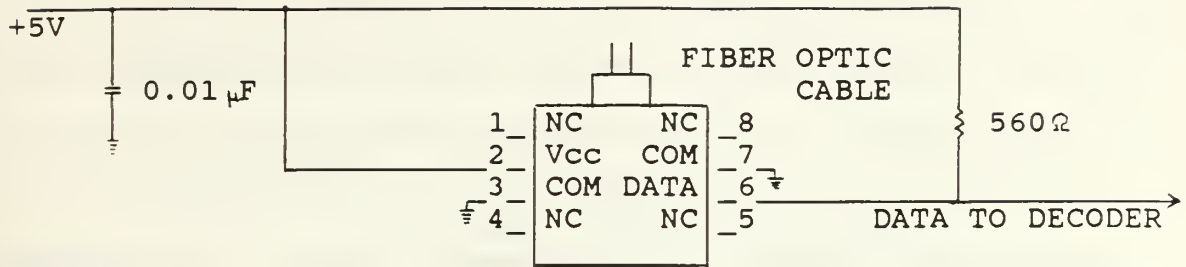 +5V
FIBER OPTIC
CABLE
0.01 μF
560Ω
1 NC NC 8
2 Vcc COM 7
3 COM DATA 6
4 NC NC 5
DATA TO DECODER